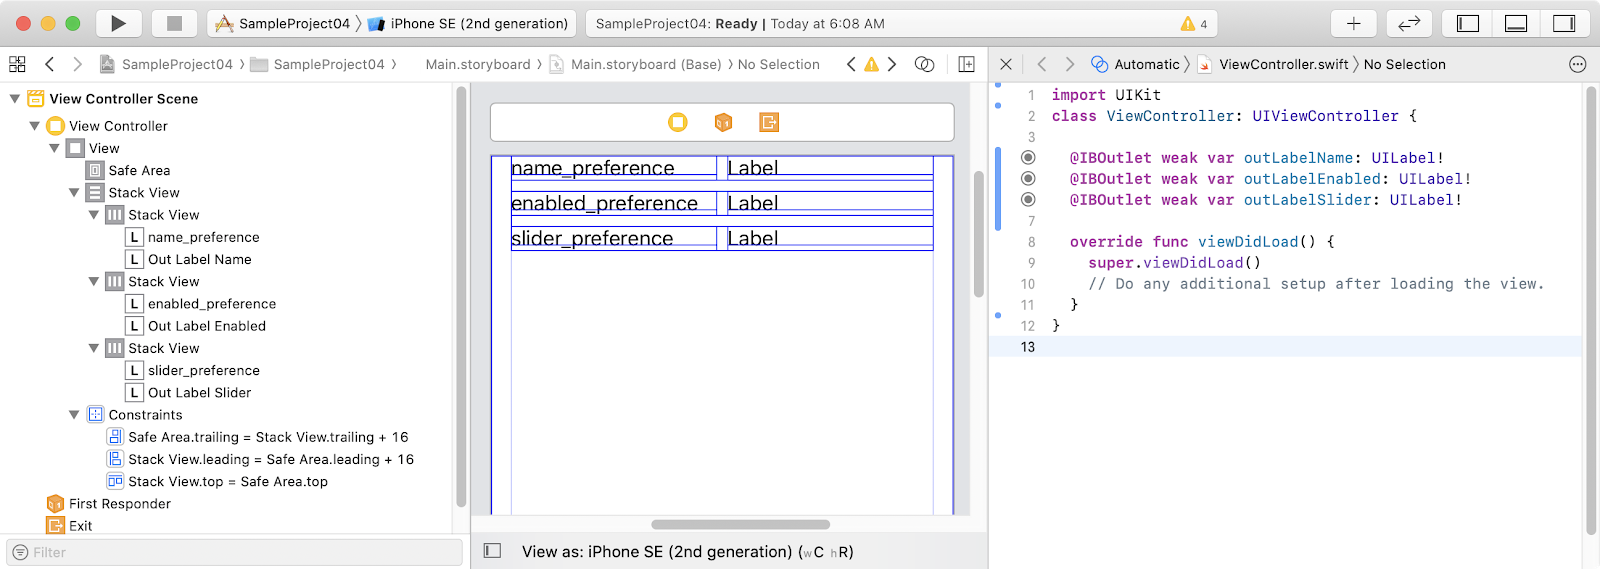 SampleProject04 iPhone SE (2nd generation) SampleProject04: Ready | Today at 6:08 AM 4
SampleProject04 SampleProject04 Main.storyboard Main.storyboard (Base) No Selection Automatic ViewController.swift No Selection
View Controller Scene
View Controller
View
Safe Area
Stack View
Stack View
L name_preference
L Out Label Name
Stack View
L enabled_preference
L Out Label Enabled
Stack View
L slider_preference
L Out Label Slider
Constraints
Safe Area.trailing = Stack View.trailing + 16
Stack View.leading = Safe Area.leading + 16
Stack View.top = Safe Area.top
First Responder
Exit
Filter
name_preference Label
enabled_preference Label
slider_preference Label
View as: iPhone SE (2nd generation) (wC hR)
1 import UIKit
2 class ViewController: UIViewController {
3
@IBOutlet weak var outLabelName: UILabel!
@IBOutlet weak var outLabelEnabled: UILabel!
@IBOutlet weak var outLabelSlider: UILabel!
7
8 override func viewDidLoad() {
9 super.viewDidLoad()
10 // Do any additional setup after loading the view.
11 }
12 }
13